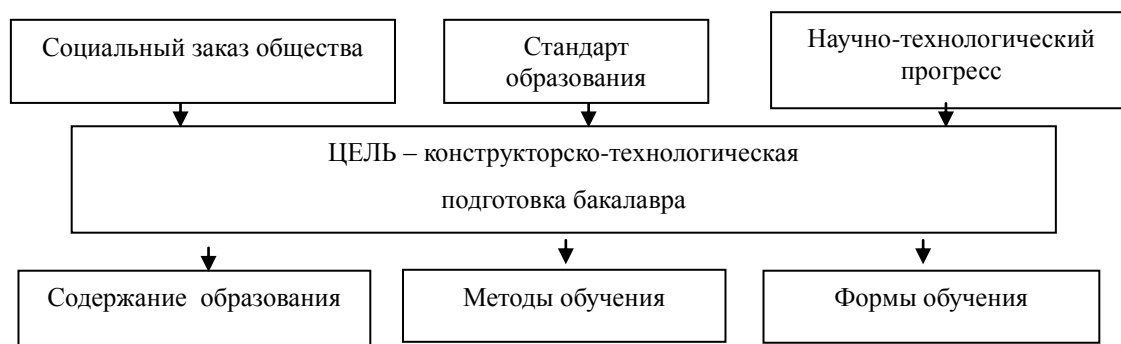 Социальный заказ общества
Стандарт
образования
Научно-технологический
прогресс
ЦЕЛЬ – конструкторско-технологическая
подготовка бакалавра
Содержание образования
Методы обучения
Формы обучения